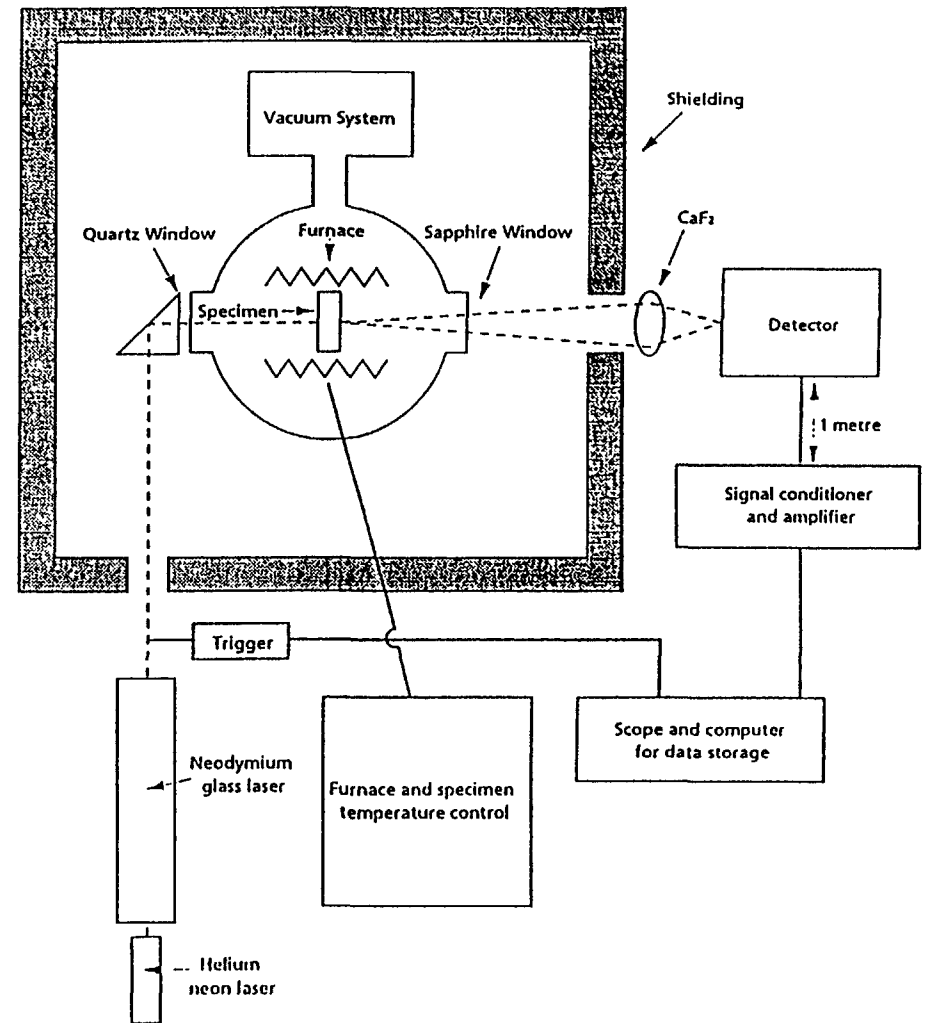 Vacuum System
Shielding
Quartz Window
Furnace
Sapphire Window
CaF₂
Specimen
Detector
1 metre
Signal conditioner
and amplifier
Trigger
Neodymium
glass laser
Furnace and specimen
temperature control
Scope and computer
for data storage
Helium
neon laser